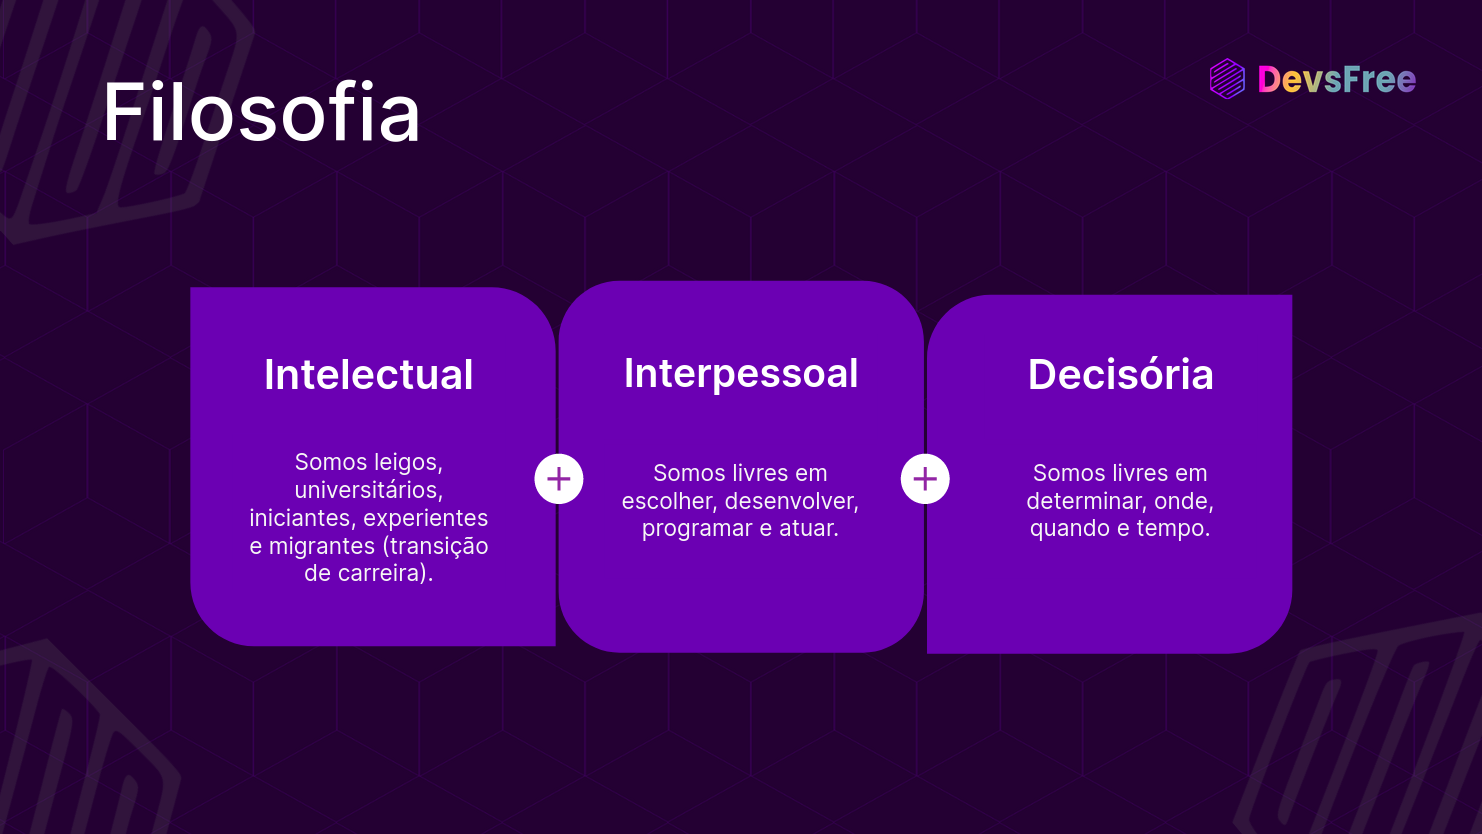 Filosofia
DevsFree
Intelectual
Somos leigos,
universitários,
iniciantes, experientes
e migrantes (transição
de carreira).
Interpessoal
Somos livres em
escolher, desenvolver,
programar e atuar.
Decisória
Somos livres em
determinar, onde,
quando e tempo.